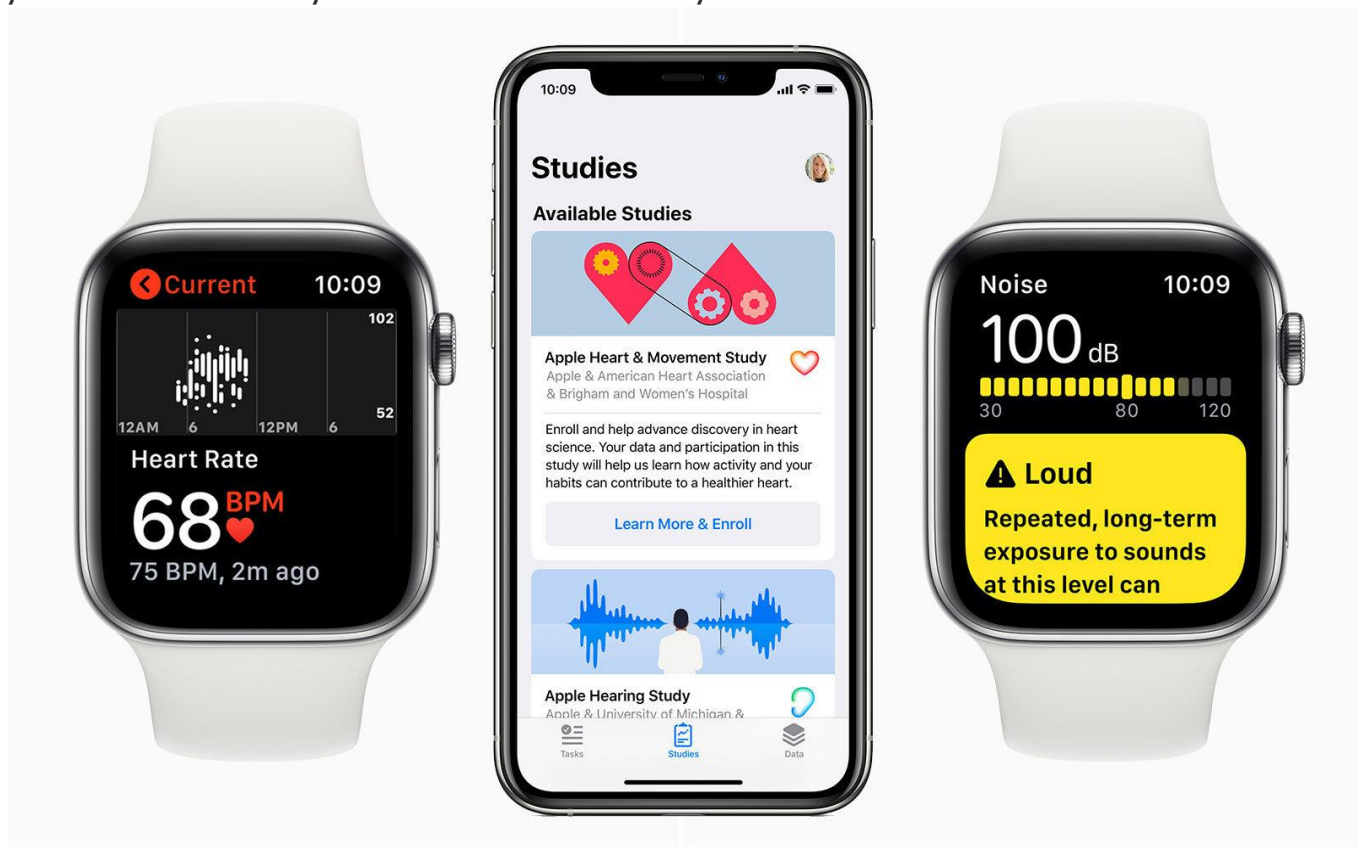 Current 10:09
102
52
12AM 6 12PM 6
Heart Rate
68 BPM
75 BPM, 2m ago
10:09
Studies
Available Studies
Apple Heart & Movement Study
Apple & American Heart Association
& Brigham and Women's Hospital
Enroll and help advance discovery in heart
science. Your data and participation in this
study will help us learn how activity and your
habits can contribute to a healthier heart.
Learn More & Enroll
Apple Hearing Study
Apple & University of Michigan &
Tasks Studies Data
Noise 10:09
100 dB
30 80 120
Loud
Repeated, long-term
exposure to sounds
at this level can